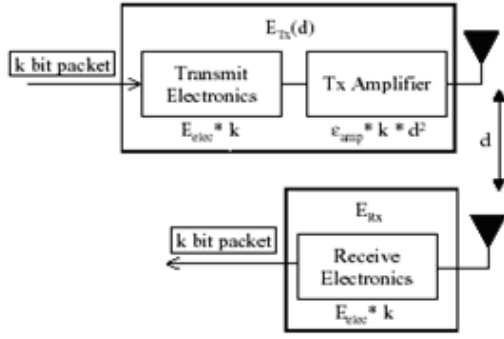 E_Tx(d)
k bit packet
Transmit
Electronics
Tx Amplifier
E_elec * k
ε_amp * k * d²
d
E_Rx
k bit packet
Receive
Electronics
E_elec * k